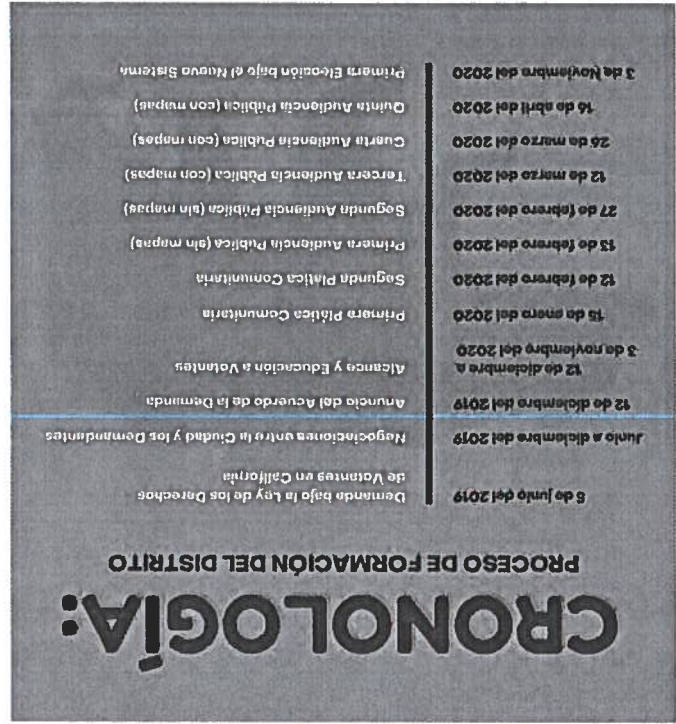 CRONOLOGÍA:
PROCESO DE FORMACIÓN DEL DISTRITO
6 de junio del 2019 Demanda bajo la Ley de los Derechos
de Votantes en California
Junio a diciembre del 2019 Negociaciones entre la Ciudad y los Demandantes
12 de diciembre del 2019 Anuncio del Acuerdo de la Demanda
12 de diciembre a
3 de noviembre del 2020 Alcance y Educación a Votantes
15 de enero del 2020 Primera Plática Comunitaria
12 de febrero del 2020 Segunda Plática Comunitaria
13 de febrero del 2020 Primera Audiencia Pública (sin mapas)
27 de febrero del 2020 Segunda Audiencia Pública (sin mapas)
12 de marzo del 2020 Tercera Audiencia Pública (con mapas)
26 de marzo del 2020 Cuarta Audiencia Pública (con mapas)
16 de abril del 2020 Quinta Audiencia Pública (con mapas)
3 de Noviembre del 2020 Primera Elección bajo el Nuevo Sistema